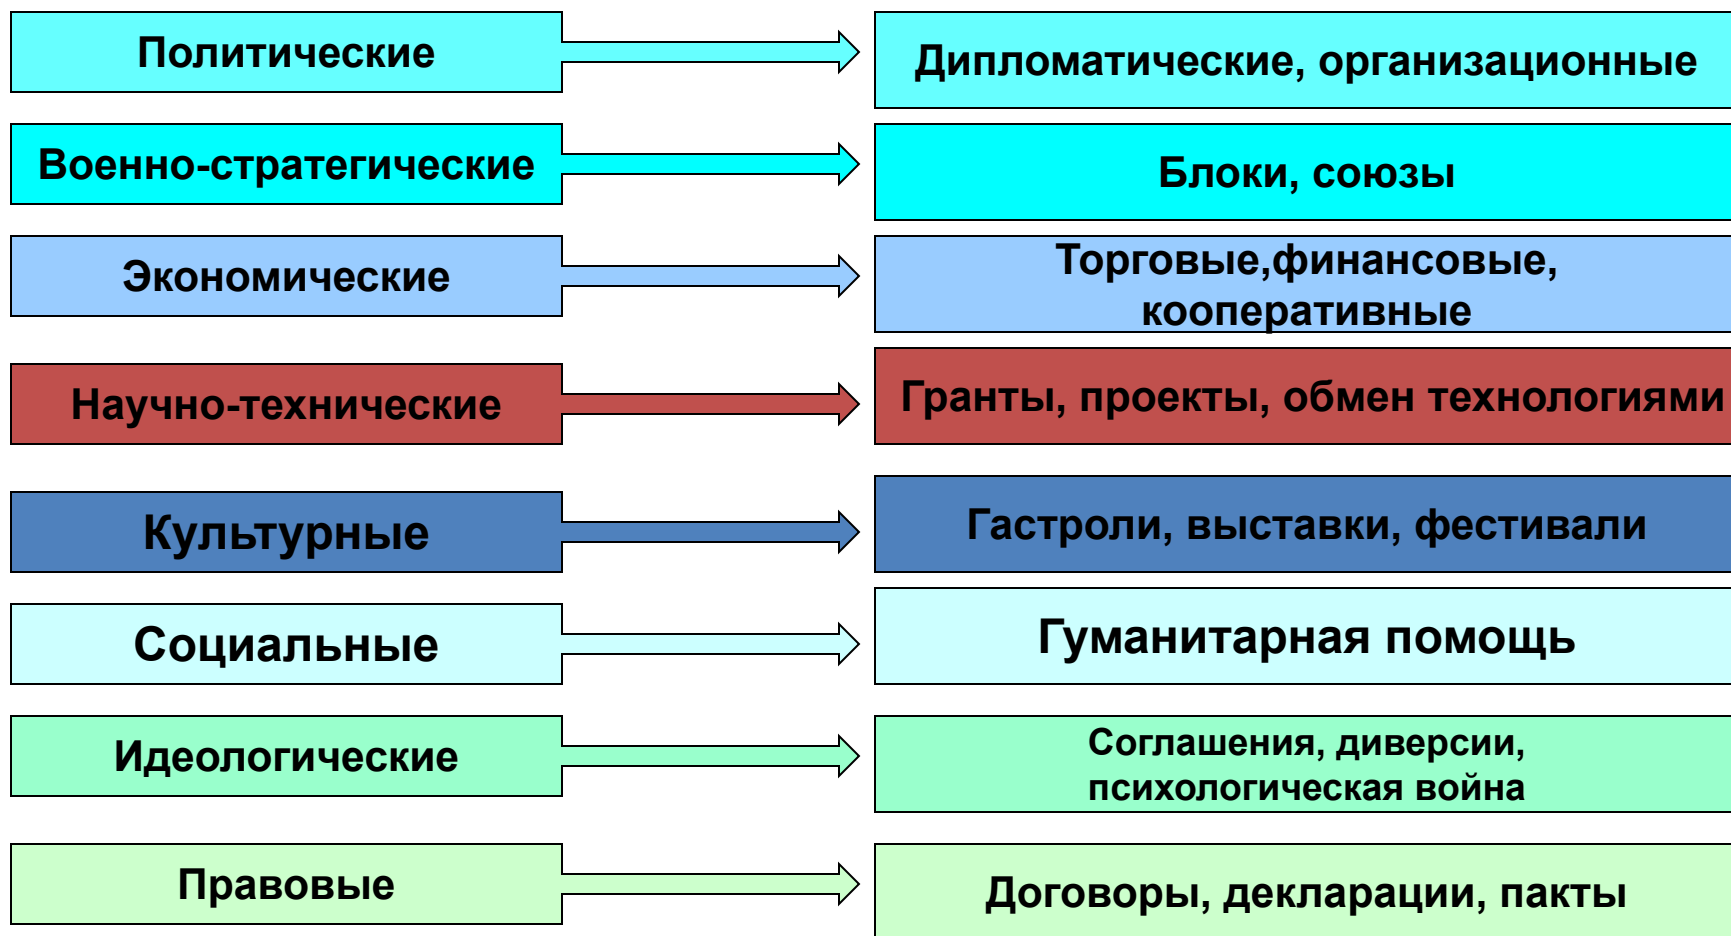 Политические
Дипломатические, организационные
Военно-стратегические
Блоки, союзы
Экономические
Торговые,финансовые,
кооперативные
Научно-технические
Гранты, проекты, обмен технологиями
Культурные
Гастроли, выставки, фестивали
Социальные
Гуманитарная помощь
Идеологические
Соглашения, диверсии,
психологическая война
Правовые
Договоры, декларации, пакты